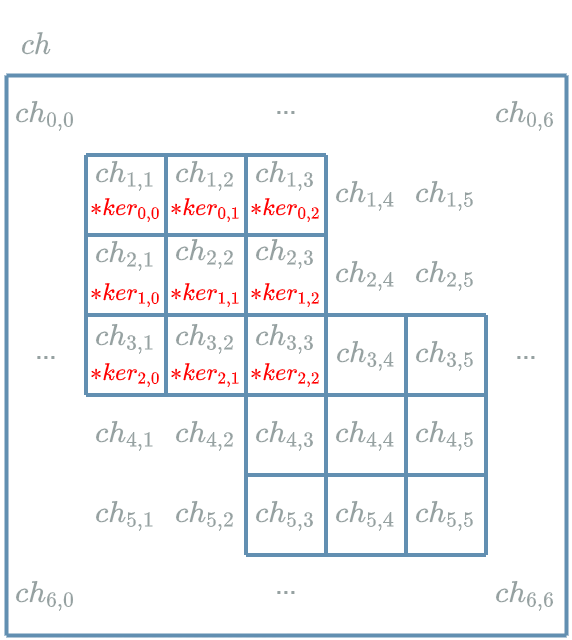 ch
ch_{0,0} ... ch_{0,6}
ch_{1,1} ch_{1,2} ch_{1,3}
ch_{1,4} ch_{1,5}
*ker_{0,0} *ker_{0,1} *ker_{0,2}
ch_{2,1} ch_{2,2} ch_{2,3}
ch_{2,4} ch_{2,5}
*ker_{1,0} *ker_{1,1} *ker_{1,2}
ch_{3,1} ch_{3,2} ch_{3,3}
... ch_{3,4} ch_{3,5} ...
*ker_{2,0} *ker_{2,1} *ker_{2,2}
ch_{4,1} ch_{4,2} ch_{4,3} ch_{4,4} ch_{4,5}
ch_{5,1} ch_{5,2} ch_{5,3} ch_{5,4} ch_{5,5}
ch_{6,0} ... ch_{6,6}